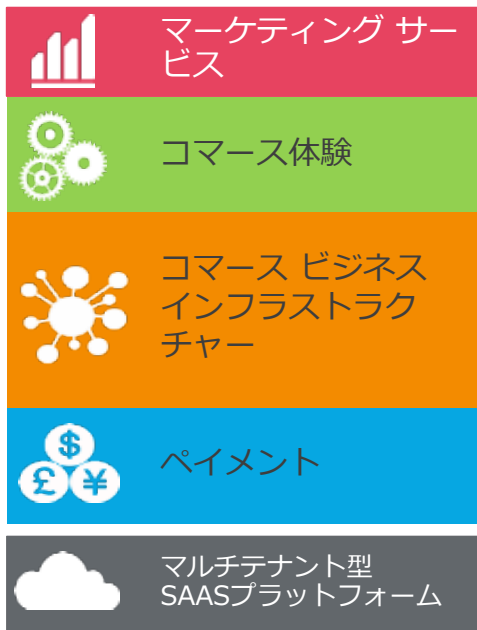 マーケティング サー
ビス
コマース体験
コマース ビジネス
インフラストラク
チャー
$
£ ¥
ペイメント
マルチテナント型
SAASプラットフォーム